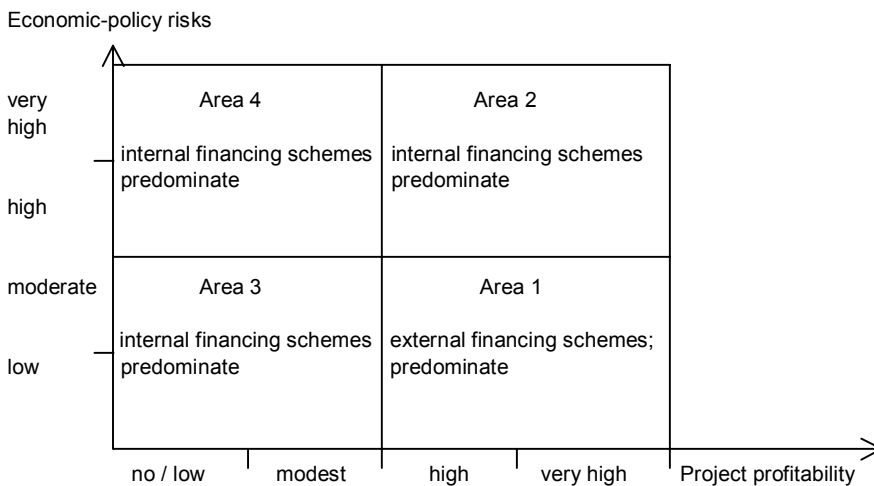 Economic-policy risks
very
high
high
moderate
low
Area 4
internal financing schemes
predominate
Area 2
internal financing schemes
predominate
Area 3
internal financing schemes
predominate
Area 1
external financing schemes;
predominate
no / low
modest
high
very high
Project profitability